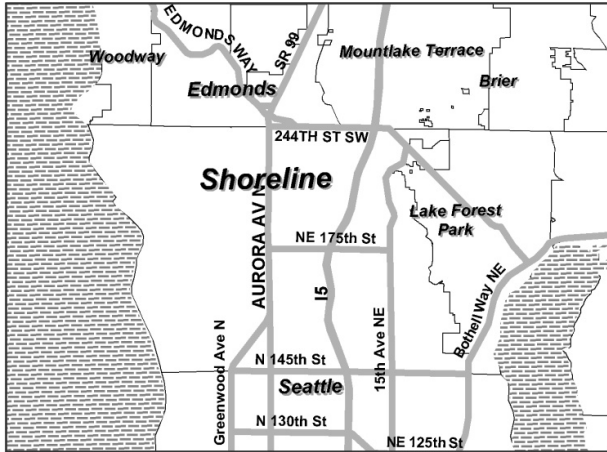 EDMONDS WAY
SR 99
Mountlake Terrace
Woodway
Brier
Edmonds
244TH ST SW
Shoreline
AURORA AV N
Lake Forest
Park
NE 175th St
I5
15th Ave NE
Bothell Way NE
Greenwood Ave N
N 145th St
Seattle
N 130th St
NE 125th St